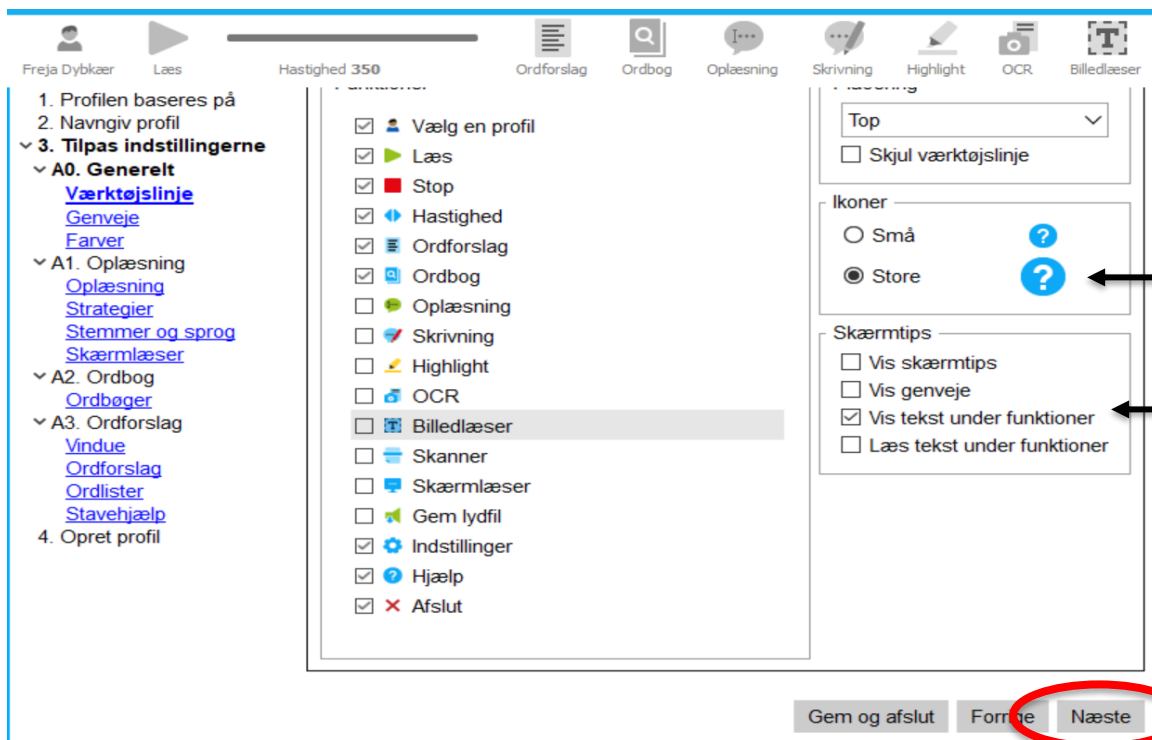 Freja Dybkær Læs Hastighed 350 Ordforslag Ordbog Oplæsning Skrivning Highlight OCR Billedlæser
1. Profilen baseres på
2. Navngiv profil
3. Tilpas indstillingerne
A0. Generelt
Værktøjslinje
Genveje
Farver
A1. Oplæsning
Oplæsning
Strategier
Stemmer og sprog
Skærmlæser
A2. Ordbog
Ordbøger
A3. Ordforslag
Vindue
Ordforslag
Ordlister
Stavehjælp
4. Opret profil
Funktioner
Vælg en profil
Læs
Stop
Hastighed
Ordforslag
Ordbog
Oplæsning
Skrivning
Highlight
OCR
T Billedlæser
Skanner
Skærmlæser
Gem lydfil
Indstillinger
? Hjælp
Afslut
Placering
Top
Skjul værktøjslinje
Ikoner
Små ?
Store ?
Skærmtips
Vis skærmtips
Vis genveje
Vis tekst under funktioner
Læs tekst under funktioner
Gem og afslut Forrige Næste